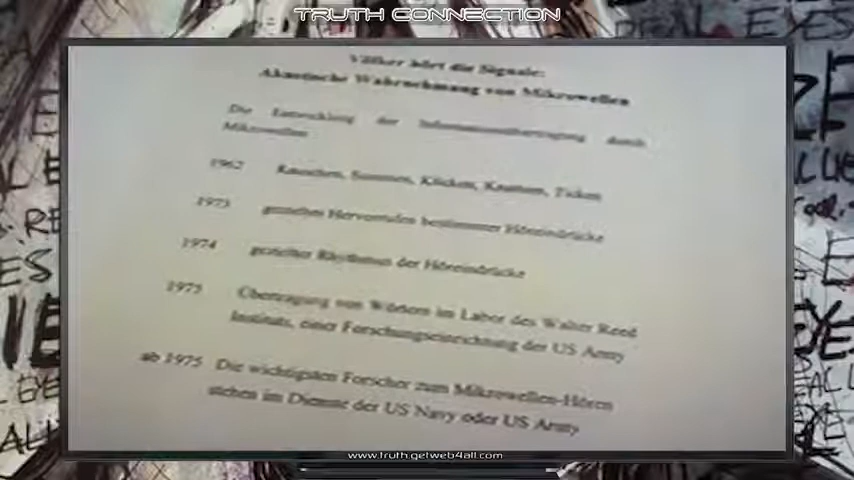 TRUTH CONNECTION
Völker hört die Signale:
Akustische Wahrnehmung von Mikrowellen
Die Entwicklung der Informationsübertragung durch
Mikrowellen
1962 Rauschen, Summen, Klicken, Knattern, Ticken
1973 gezieltes Hervorrufen bestimmter Höreindrücke
1974 gezielter Rhythmus der Höreindrücke
1975 Übertragung von Wörtern im Labor des Walter Reed
Instituts, einer Forschungseinrichtung der US Army
ab 1975 Die wichtigsten Forscher zum Mikrowellen-Hören
stehen im Dienste der US Navy oder US Army
www.truth.getweb4all.com